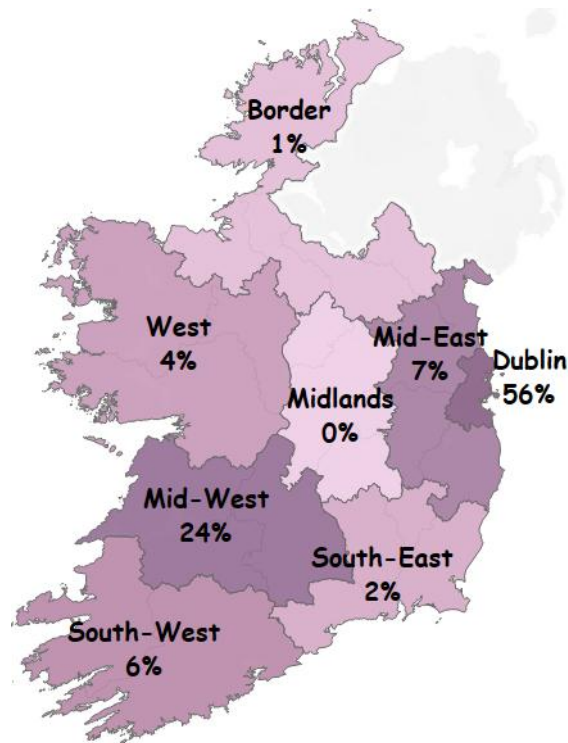 Border
1%
West
4%
Mid-East
7%
Dublin
56%
Midlands
0%
Mid-West
24%
South-East
2%
South-West
6%